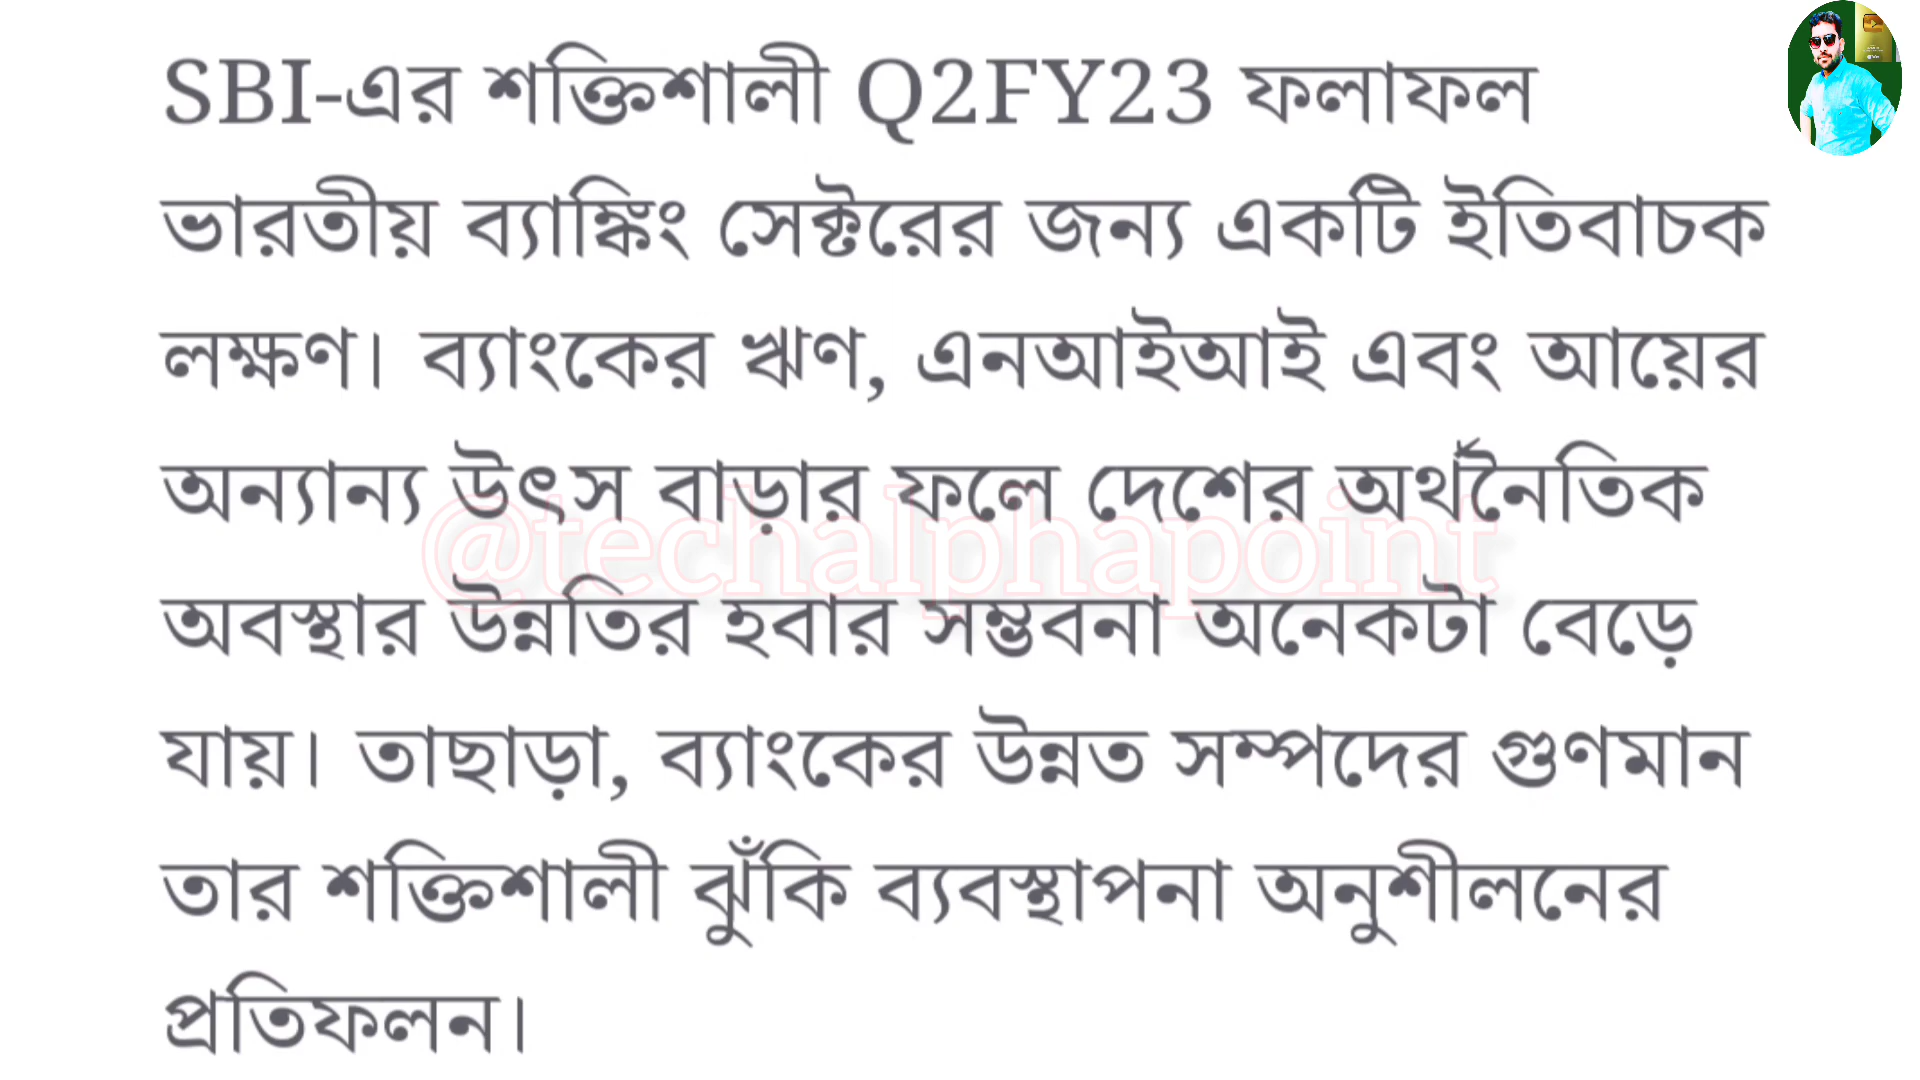 SBI-এর শক্তিশালী Q2FY23 ফলাফল
ভারতীয় ব্যাঙ্কিং সেক্টরের জন্য একটি ইতিবাচক
লক্ষণ। ব্যাংকের ঋণ, এনআইআই এবং আয়ের
অন্যান্য উৎস বাড়ার ফলে দেশের অর্থনৈতিক
@techalphapoint
অবস্থার উন্নতির হবার সম্ভবনা অনেকটা বেড়ে
যায়। তাছাড়া, ব্যাংকের উন্নত সম্পদের গুণমান
তার শক্তিশালী ঝুঁকি ব্যবস্থাপনা অনুশীলনের
প্রতিফলন।